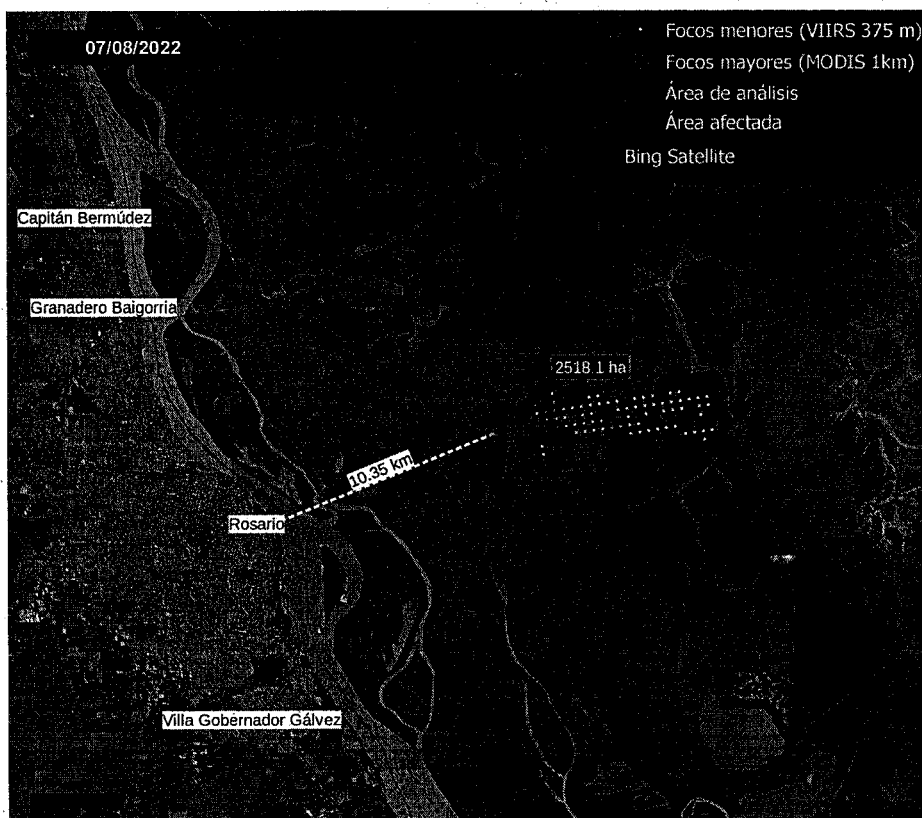 07/08/2022
Focos menores (VIIRS 375 m)
Focos mayores (MODIS 1km)
Área de análisis
Área afectada
Bing Satellite
Capitán Bermúdez
Granadero Baigorria
2518.1 ha
10.35 km
Rosario
Villa Gobernador Gálvez